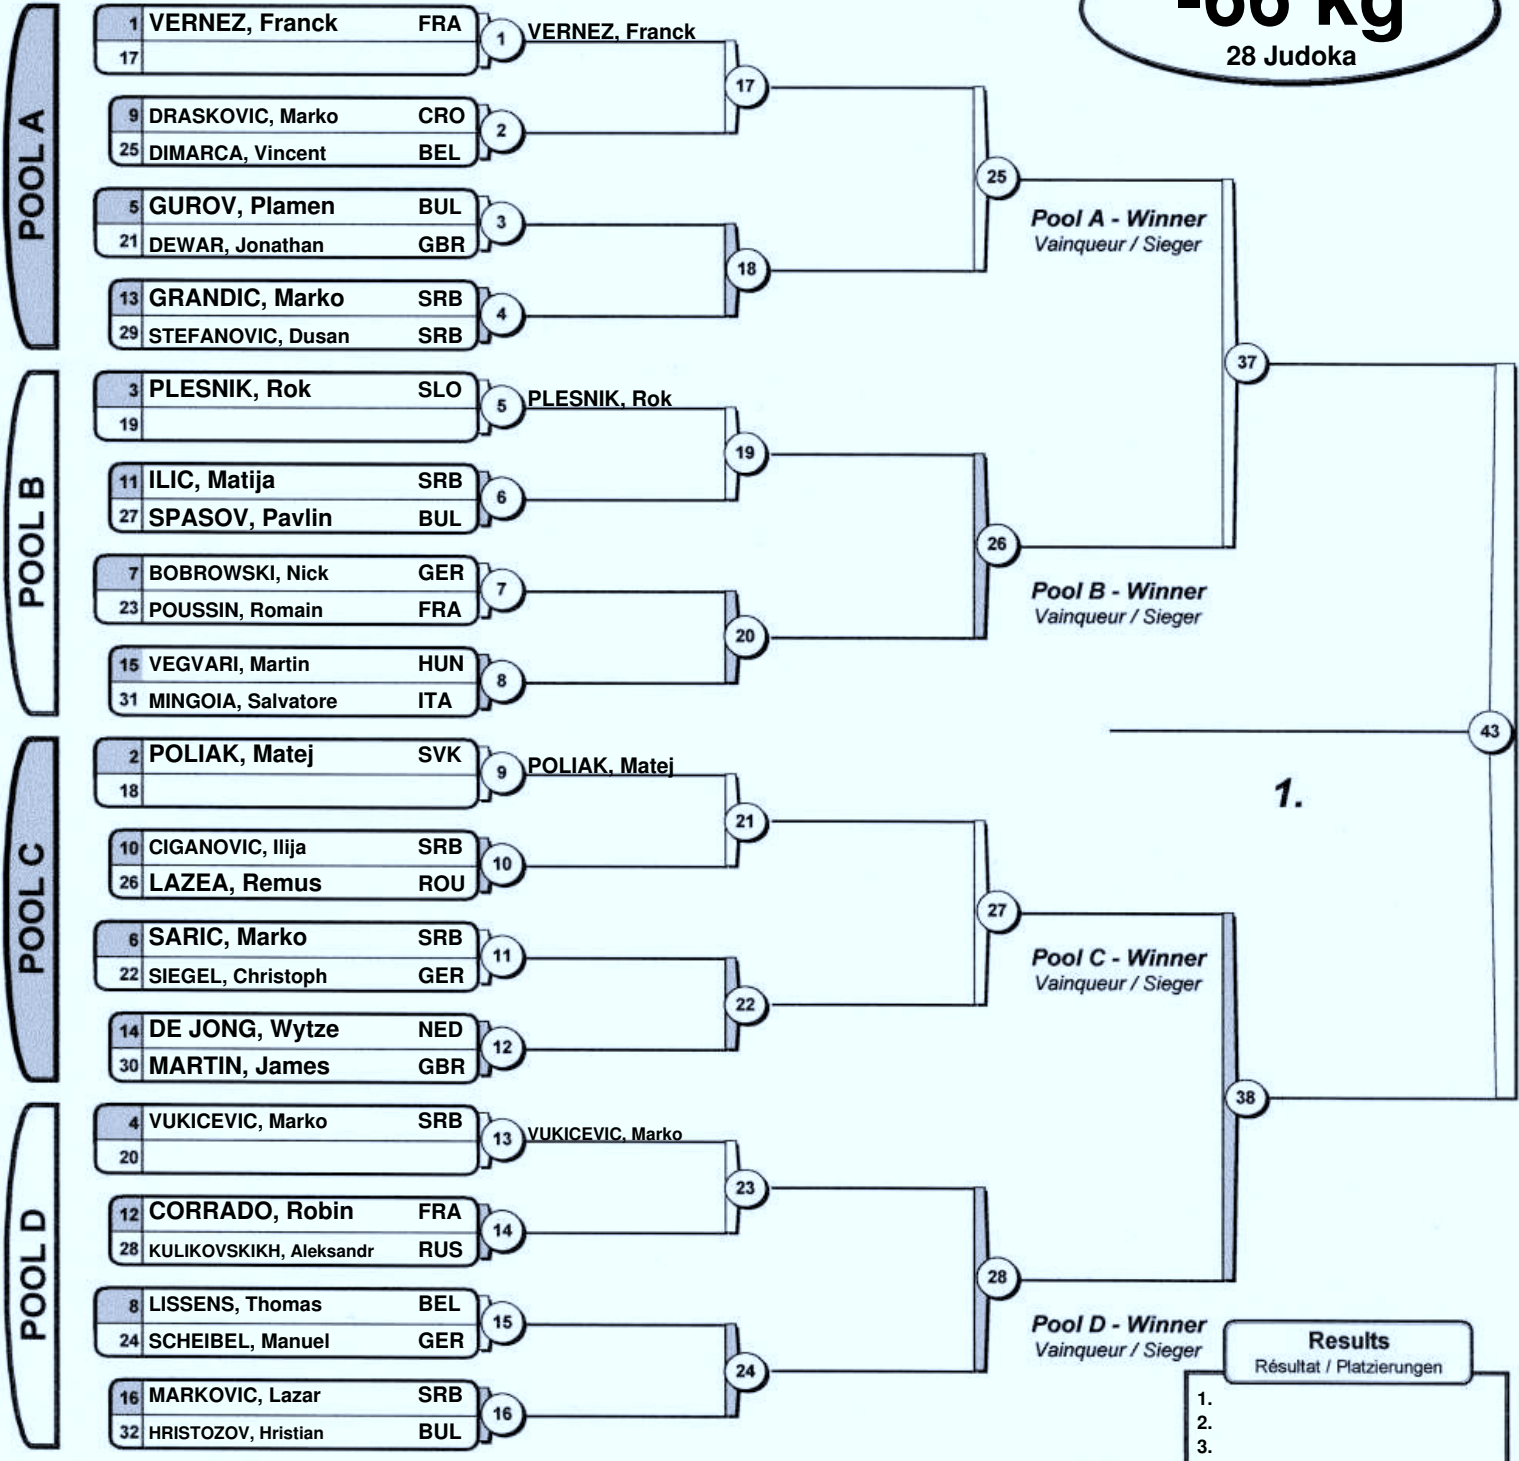 -66 kg
28 Judoka
POOL A
1 VERNEZ, Franck FRA
17
1 VERNEZ, Franck
17
9 DRASKOVIC, Marko CRO
25 DIMARCA, Vincent BEL
2
25
5 GUROV, Plamen BUL
21 DEWAR, Jonathan GBR
3
Pool A - Winner
Vainqueur / Sieger
18
13 GRANDIC, Marko SRB
29 STEFANOVIC, Dusan SRB
4
37
POOL B
3 PLESNIK, Rok SLO
19
5 PLESNIK, Rok
19
11 ILIC, Matija SRB
27 SPASOV, Pavlin BUL
6
26
7 BOBROWSKI, Nick GER
23 POUSSIN, Romain FRA
7
Pool B - Winner
Vainqueur / Sieger
20
15 VEGVARI, Martin HUN
31 MINGOIA, Salvatore ITA
8
43
1.
POOL C
2 POLIAK, Matej SVK
18
9 POLIAK, Matej
21
10 CIGANOVIC, Ilija SRB
26 LAZEA, Remus ROU
10
27
6 SARIC, Marko SRB
22 SIEGEL, Christoph GER
11
Pool C - Winner
Vainqueur / Sieger
22
14 DE JONG, Wytze NED
30 MARTIN, James GBR
12
38
POOL D
4 VUKICEVIC, Marko SRB
20
13 VUKICEVIC, Marko
23
12 CORRADO, Robin FRA
28 KULIKOVSKIKH, Aleksandr RUS
14
28
8 LISSENS, Thomas BEL
24 SCHEIBEL, Manuel GER
15
Pool D - Winner
Vainqueur / Sieger
24
16 MARKOVIC, Lazar SRB
32 HRISTOZOV, Hristian BUL
16
Results
Résultat / Platzierungen
1.
2.
3.